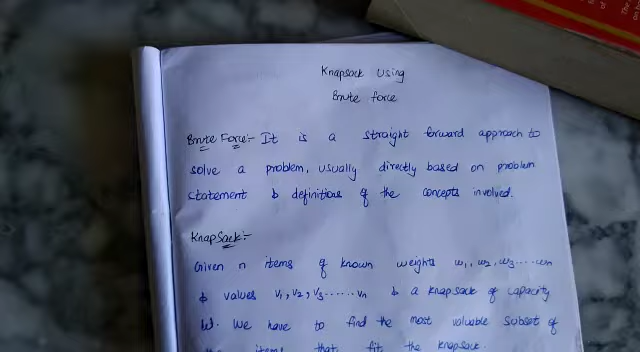 Knapsack Using
Brute force
Brute Force:- It is a straight forward approach to
solve a problem, usually directly based on problem
statement & definitions of the concepts involved.
KnapSack:-
Given n items of known weights w1, w2, w3.....wn
& values v1, v2, v3......vn & a knapsack of capacity
W. We have to find the most valuable subset of
the items that fit the knapsack.